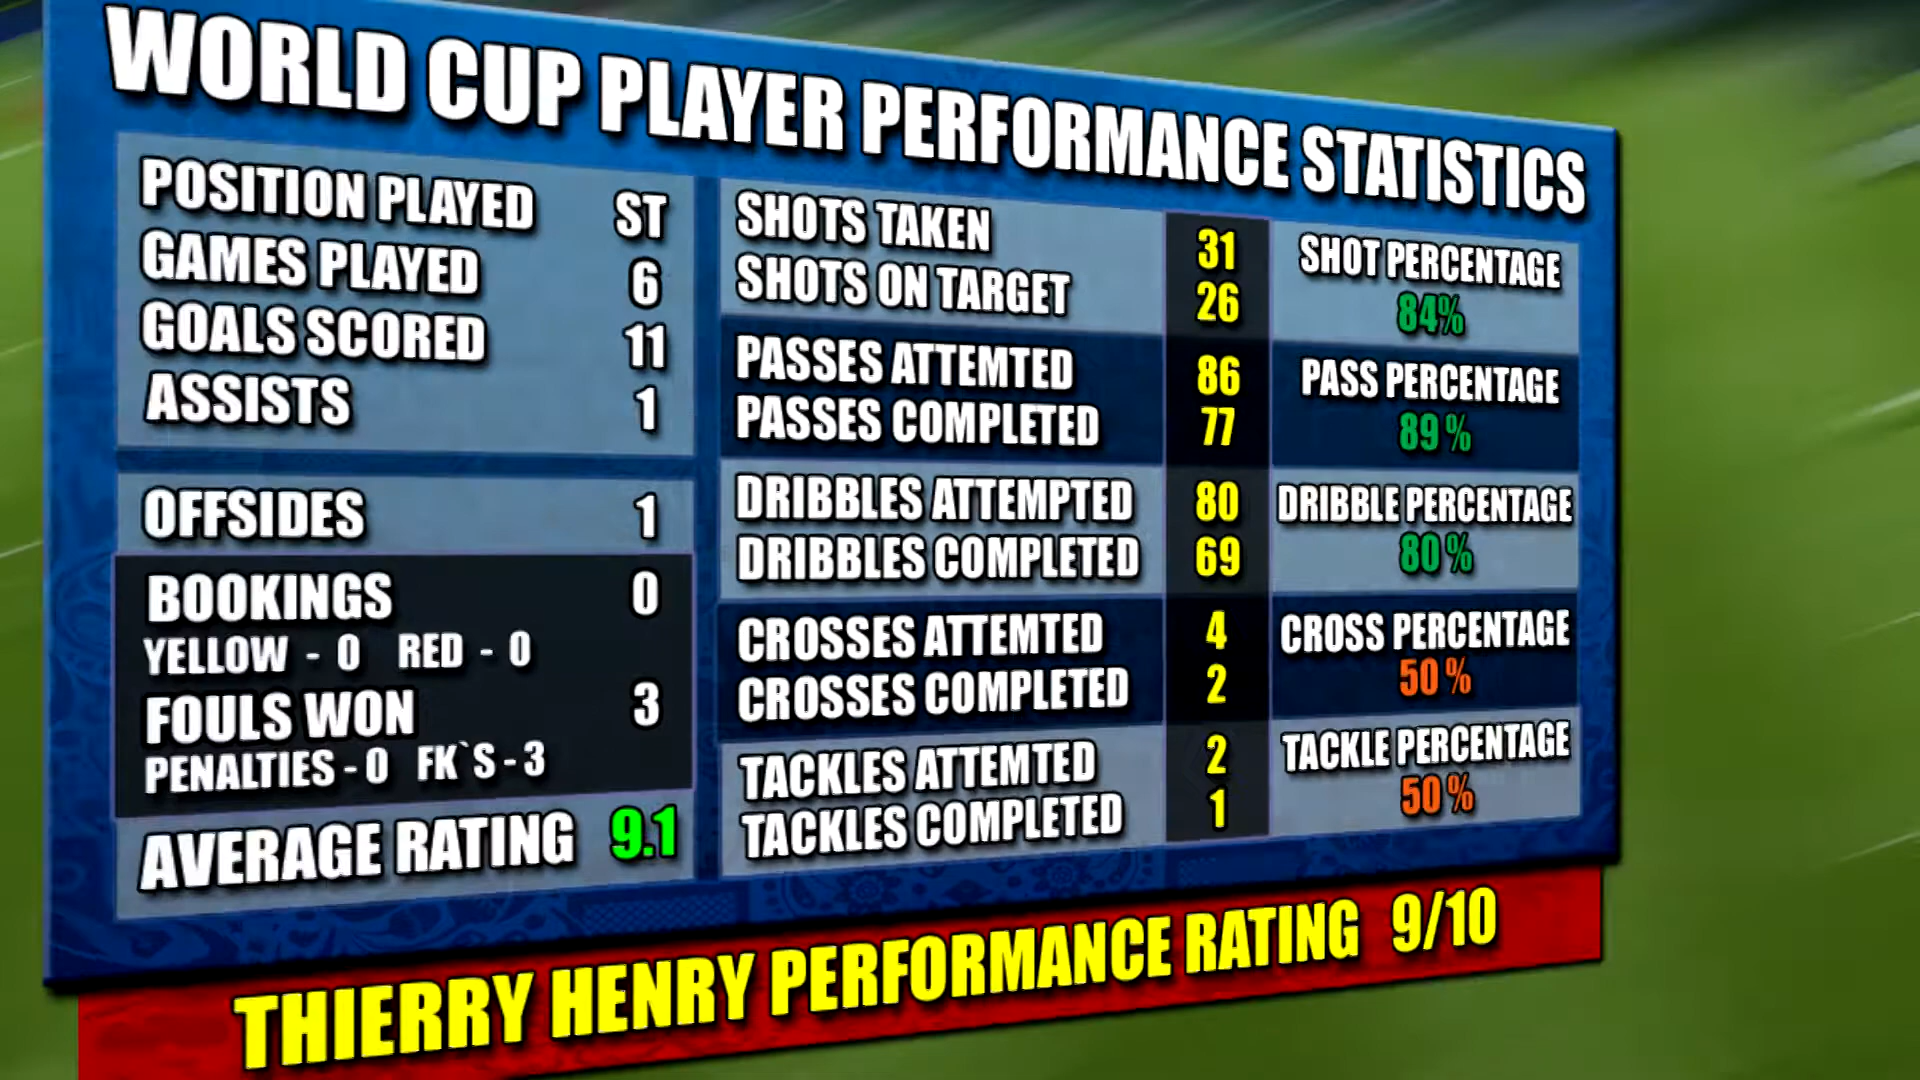 WORLD CUP PLAYER PERFORMANCE STATISTICS
POSITION PLAYED ST
GAMES PLAYED 6
GOALS SCORED 11
ASSISTS 1
OFFSIDES 1
BOOKINGS 0
YELLOW - 0 RED - 0
FOULS WON 3
PENALTIES - 0 FK`S - 3
AVERAGE RATING 9.1
SHOTS TAKEN 31
SHOTS ON TARGET 26
SHOT PERCENTAGE
84%
PASSES ATTEMTED 86
PASSES COMPLETED 77
PASS PERCENTAGE
89%
DRIBBLES ATTEMPTED 80
DRIBBLES COMPLETED 69
DRIBBLE PERCENTAGE
80%
CROSSES ATTEMTED 4
CROSSES COMPLETED 2
CROSS PERCENTAGE
50%
TACKLES ATTEMTED 2
TACKLES COMPLETED 1
TACKLE PERCENTAGE
50%
THIERRY HENRY PERFORMANCE RATING 9/10